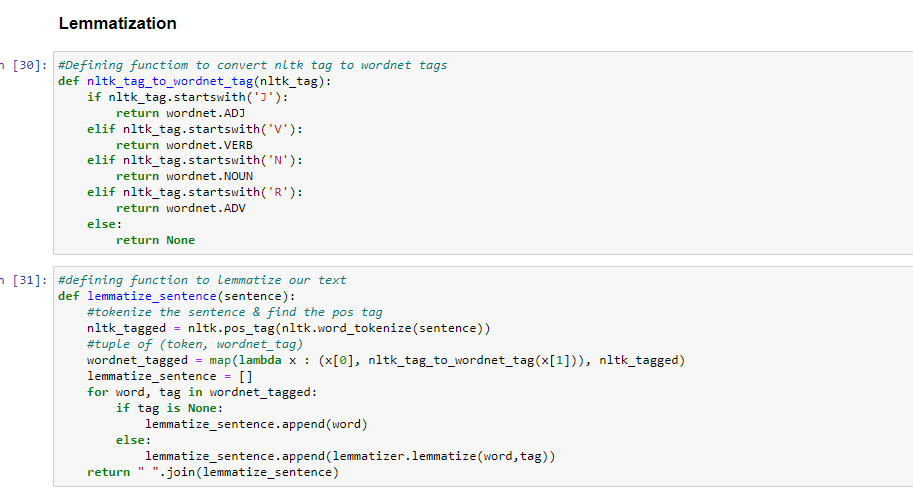 Lemmatization
n [30]: #Defining functiom to convert nltk tag to wordnet tags
def nltk_tag_to_wordnet_tag(nltk_tag):
    if nltk_tag.startswith('J'):
        return wordnet.ADJ
    elif nltk_tag.startswith('V'):
        return wordnet.VERB
    elif nltk_tag.startswith('N'):
        return wordnet.NOUN
    elif nltk_tag.startswith('R'):
        return wordnet.ADV
    else:
        return None
n [31]: #defining function to lemmatize our text
def lemmatize_sentence(sentence):
    #tokenize the sentence & find the pos tag
    nltk_tagged = nltk.pos_tag(nltk.word_tokenize(sentence))
    #tuple of (token, wordnet_tag)
    wordnet_tagged = map(lambda x : (x[0], nltk_tag_to_wordnet_tag(x[1])), nltk_tagged)
    lemmatize_sentence = []
    for word, tag in wordnet_tagged:
        if tag is None:
            lemmatize_sentence.append(word)
        else:
            lemmatize_sentence.append(lemmatizer.lemmatize(word,tag))
    return " ".join(lemmatize_sentence)